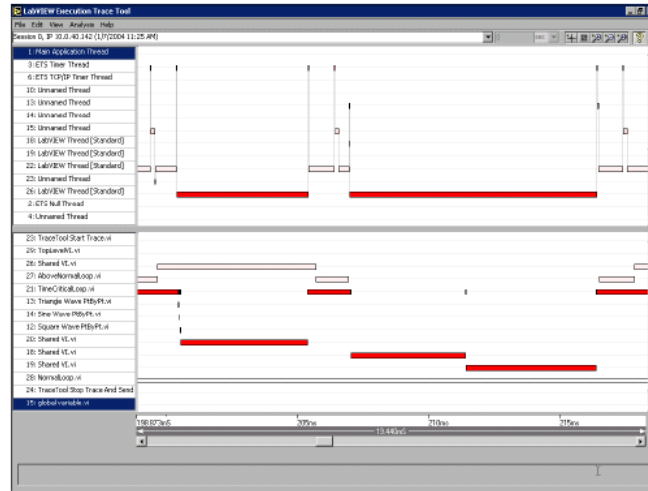 LabVIEW Execution Trace Tool
File Edit View Analysis Help
Session 0, IP 10.0.40.142 (1/7/2004 11:25 AM)
1: Main Application Thread
3: ETS Timer Thread
6: ETS TCP/IP Timer Thread
10: Unnamed Thread
13: Unnamed Thread
14: Unnamed Thread
15: Unnamed Thread
18: LabVIEW Thread [Standard]
19: LabVIEW Thread [Standard]
22: LabVIEW Thread [Standard]
23: Unnamed Thread
26: LabVIEW Thread [Standard]
2: ETS Null Thread
4: Unnamed Thread
23: TraceTool Start Trace.vi
25: TopLevelVI.vi
26: Shared VI.vi
27: AboveNormalLoop.vi
21: TimeCriticalLoop.vi
13: Triangle Wave PtByPt.vi
14: Sine Wave PtByPt.vi
12: Square Wave PtByPt.vi
20: Shared VI.vi
18: Shared VI.vi
19: Shared VI.vi
28: NormalLoop.vi
24: TraceTool Stop Trace And Send
15: globalvariable.vi
198.873mS 205ms 210ms 215ms
19.440mS